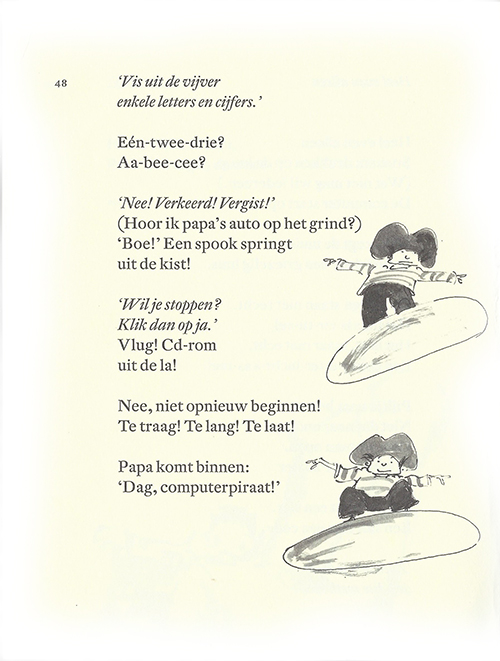 48
‘Vis uit de vijver
enkele letters en cijfers.’
Eén-twee-drie?
Aa-bee-cee?
‘Nee! Verkeerd! Vergist!’
(Hoor ik papa’s auto op het grind?)
‘Boe!’ Een spook springt
uit de kist!
‘Wil je stoppen?
Klik dan op ja.’
Vlug! Cd-rom
uit de la!
Nee, niet opnieuw beginnen!
Te traag! Te lang! Te laat!
Papa komt binnen:
‘Dag, computerpiraat!’